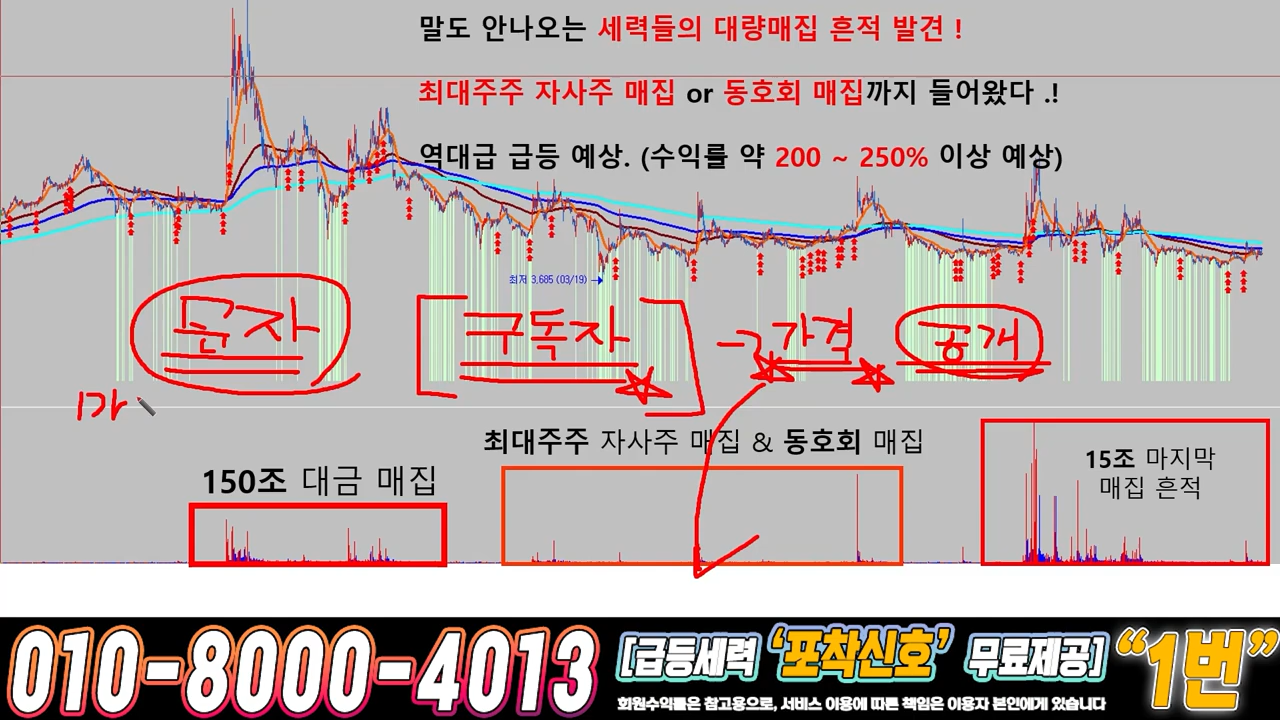 말도 안나오는 세력들의 대량매집 흔적 발견 !
최대주주 자사주 매집 or 동호회 매집까지 들어왔다 .!
역대급 급등 예상. (수익률 약 200 ~ 250% 이상 예상)
최저 3,685 (03/19)
문자 구독자 가격 공개
최대주주 자사주 매집 & 동호회 매집
150조 대금 매집
15조 마지막
매집 흔적
010-8000-4013
[급등세력 '포착신호' 무료제공] "1번"
회원수익률은 참고용으로, 서비스 이용에 따른 책임은 이용자 본인에게 있습니다